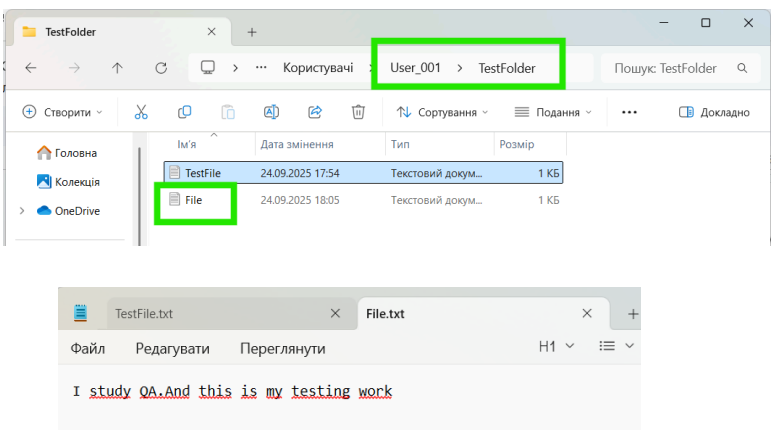 TestFolder
Користувачі > User_001 > TestFolder
Пошук: TestFolder
Створити
Сортування
Подання
Докладно
Головна
Колекція
OneDrive
Ім'я Дата змінення Тип Розмір
TestFile 24.09.2025 17:54 Текстовий докум... 1 КБ
File 24.09.2025 18:05 Текстовий докум... 1 КБ
TestFile.txt File.txt
Файл Редагувати Переглянути H1
I study QA.And this is my testing work